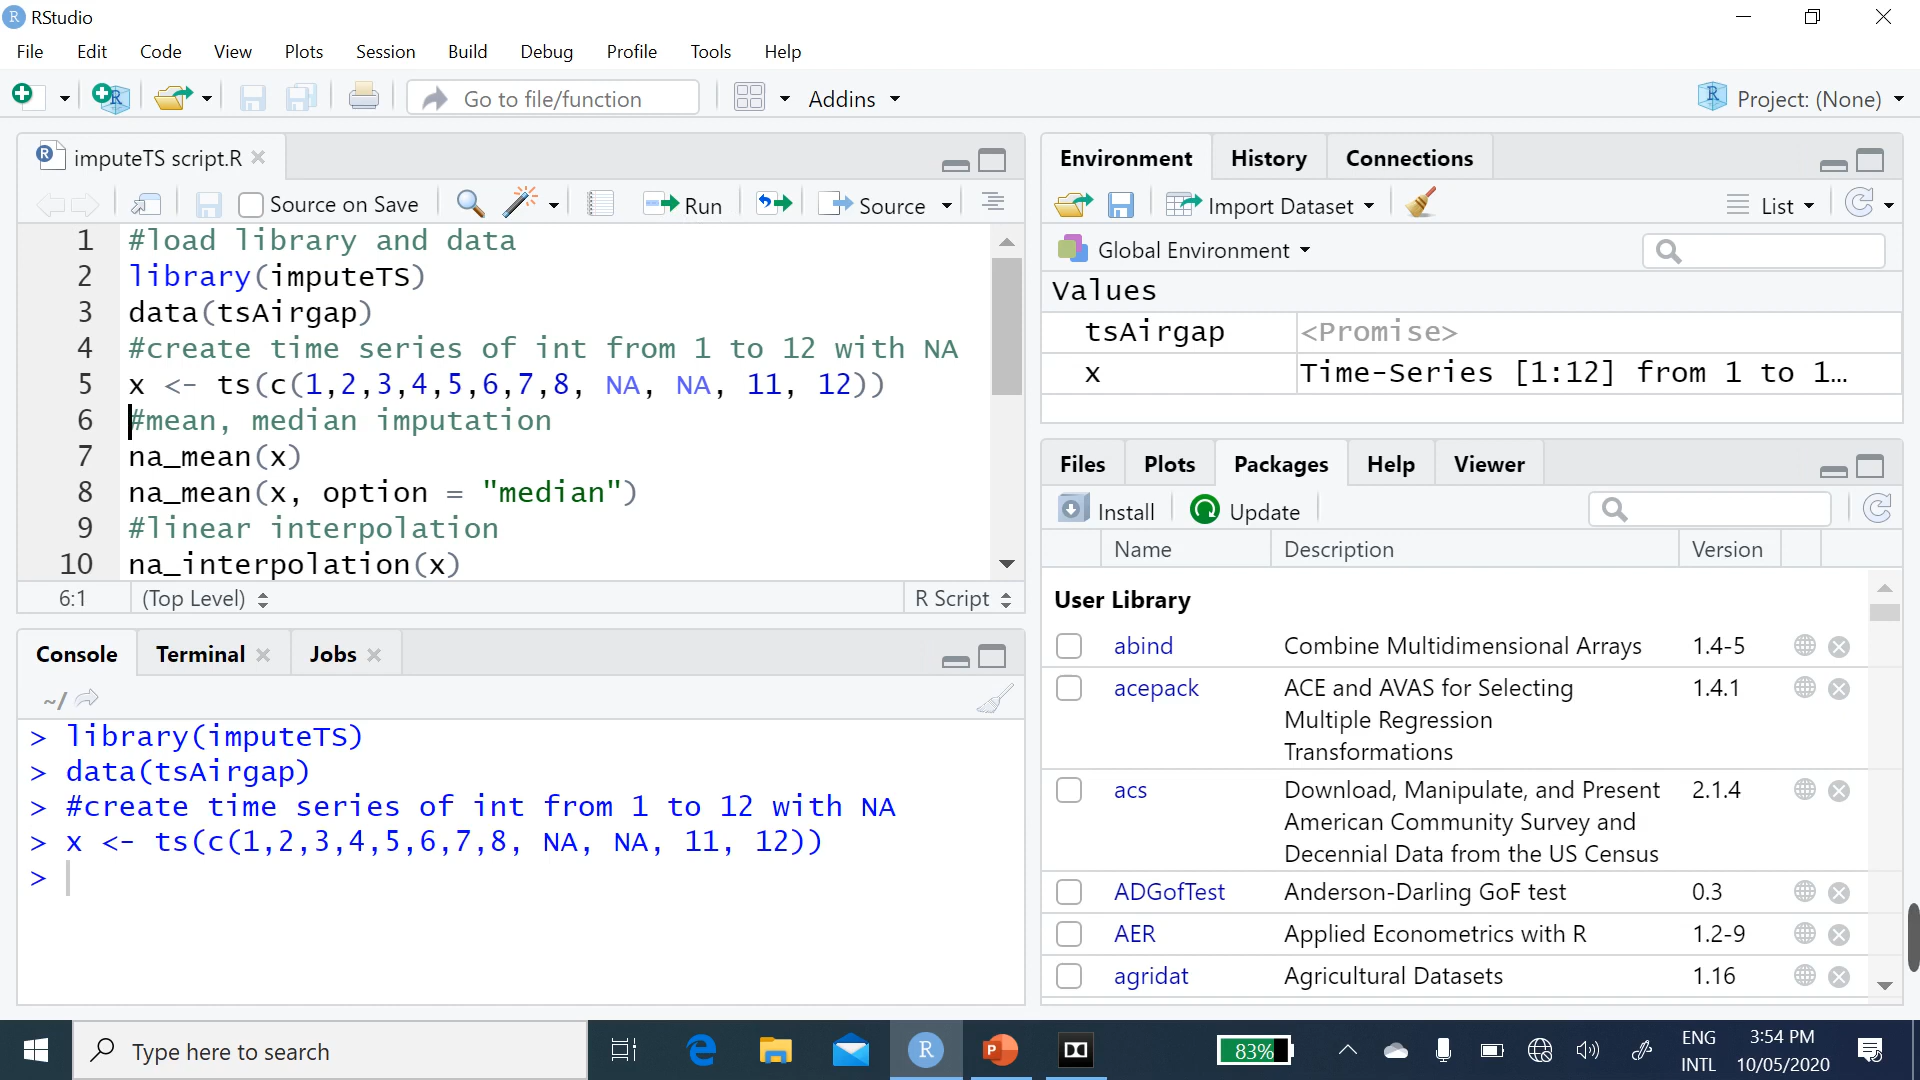 RStudio
File Edit Code View Plots Session Build Debug Profile Tools Help
Go to file/function Addins Project: (None)
imputeTS script.R
Source on Save Run Source
1 #load library and data
2 library(imputeTS)
3 data(tsAirgap)
4 #create time series of int from 1 to 12 with NA
5 x <- ts(c(1,2,3,4,5,6,7,8, NA, NA, 11, 12))
6 #mean, median imputation
7 na_mean(x)
8 na_mean(x, option = "median")
9 #linear interpolation
10 na_interpolation(x)
6:1 (Top Level) R Script
Console Terminal Jobs
~/
> library(imputeTS)
> data(tsAirgap)
> #create time series of int from 1 to 12 with NA
> x <- ts(c(1,2,3,4,5,6,7,8, NA, NA, 11, 12))
>
Environment History Connections
Import Dataset List
Global Environment
Values
tsAirgap <Promise>
x Time-Series [1:12] from 1 to 1…
Files Plots Packages Help Viewer
Install Update
Name Description Version
User Library
abind Combine Multidimensional Arrays 1.4-5
acepack ACE and AVAS for Selecting 1.4.1
Multiple Regression
Transformations
acs Download, Manipulate, and Present 2.1.4
American Community Survey and
Decennial Data from the US Census
ADGofTest Anderson-Darling GoF test 0.3
AER Applied Econometrics with R 1.2-9
agridat Agricultural Datasets 1.16
Type here to search
83%
ENG
INTL
3:54 PM
10/05/2020